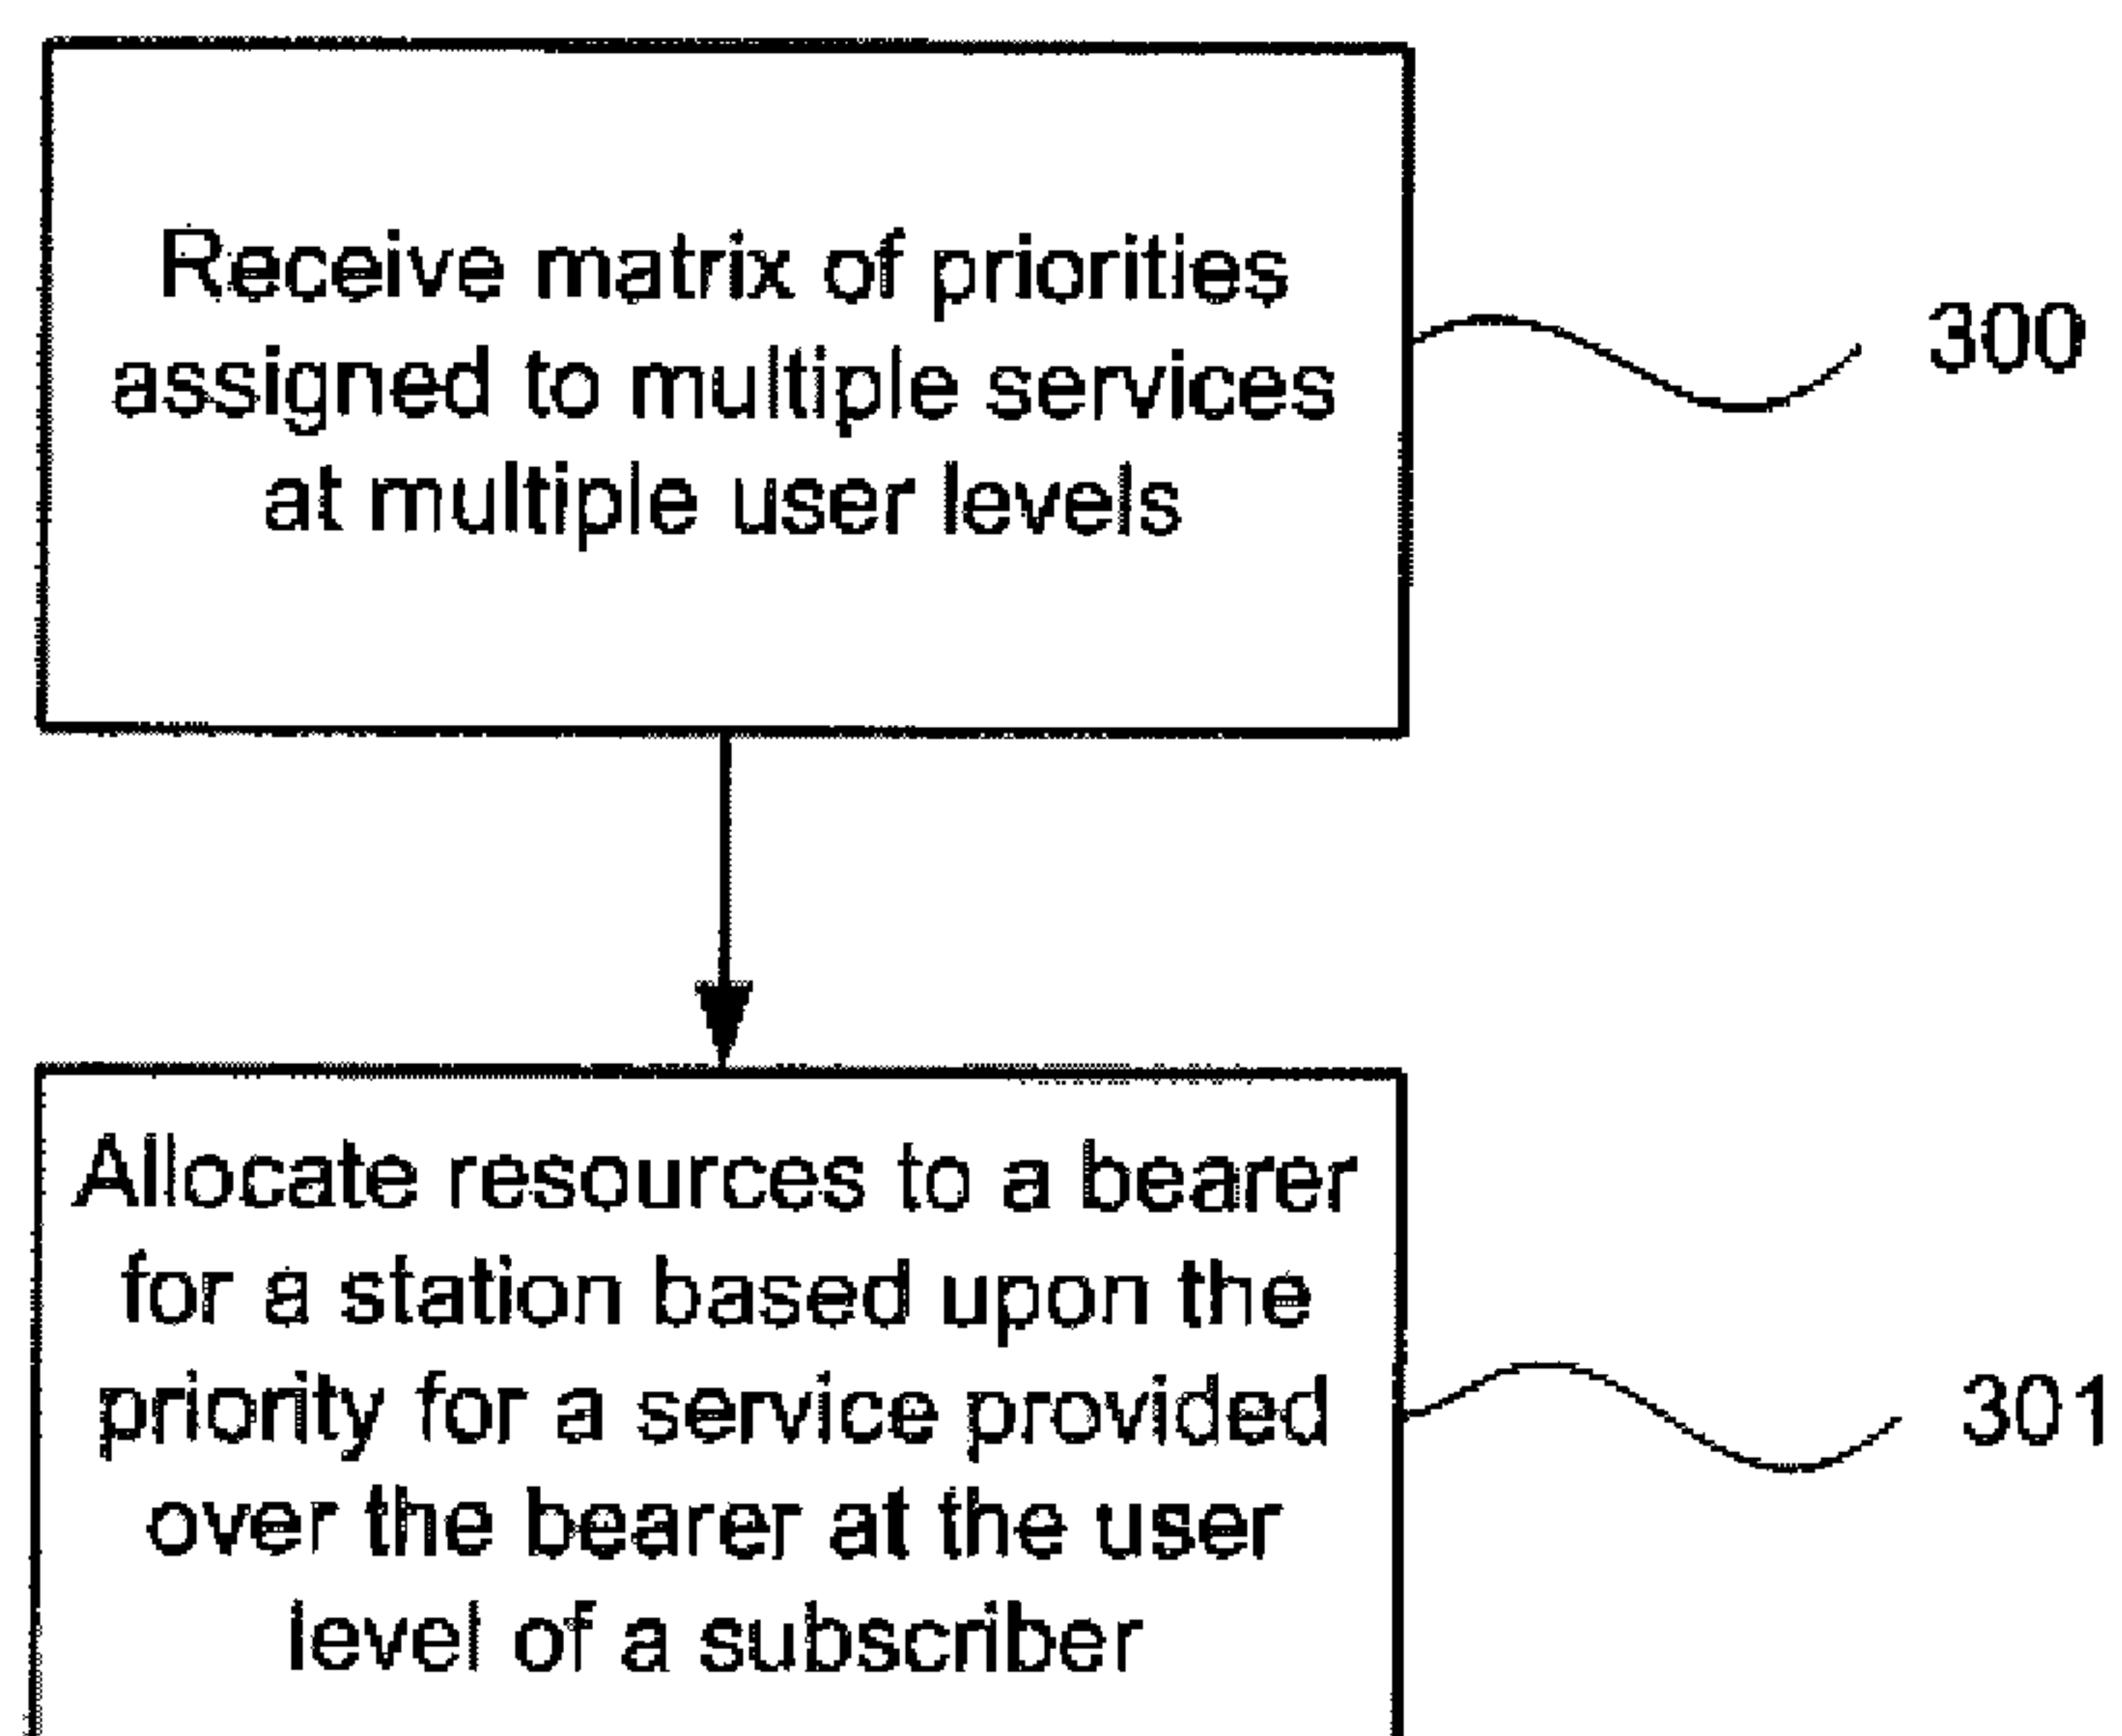 Receive matrix of priorities
assigned to multiple services
at multiple user levels
300
Allocate resources to a bearer
for a station based upon the
priority for a service provided
over the bearer at the user
level of a subscriber
301